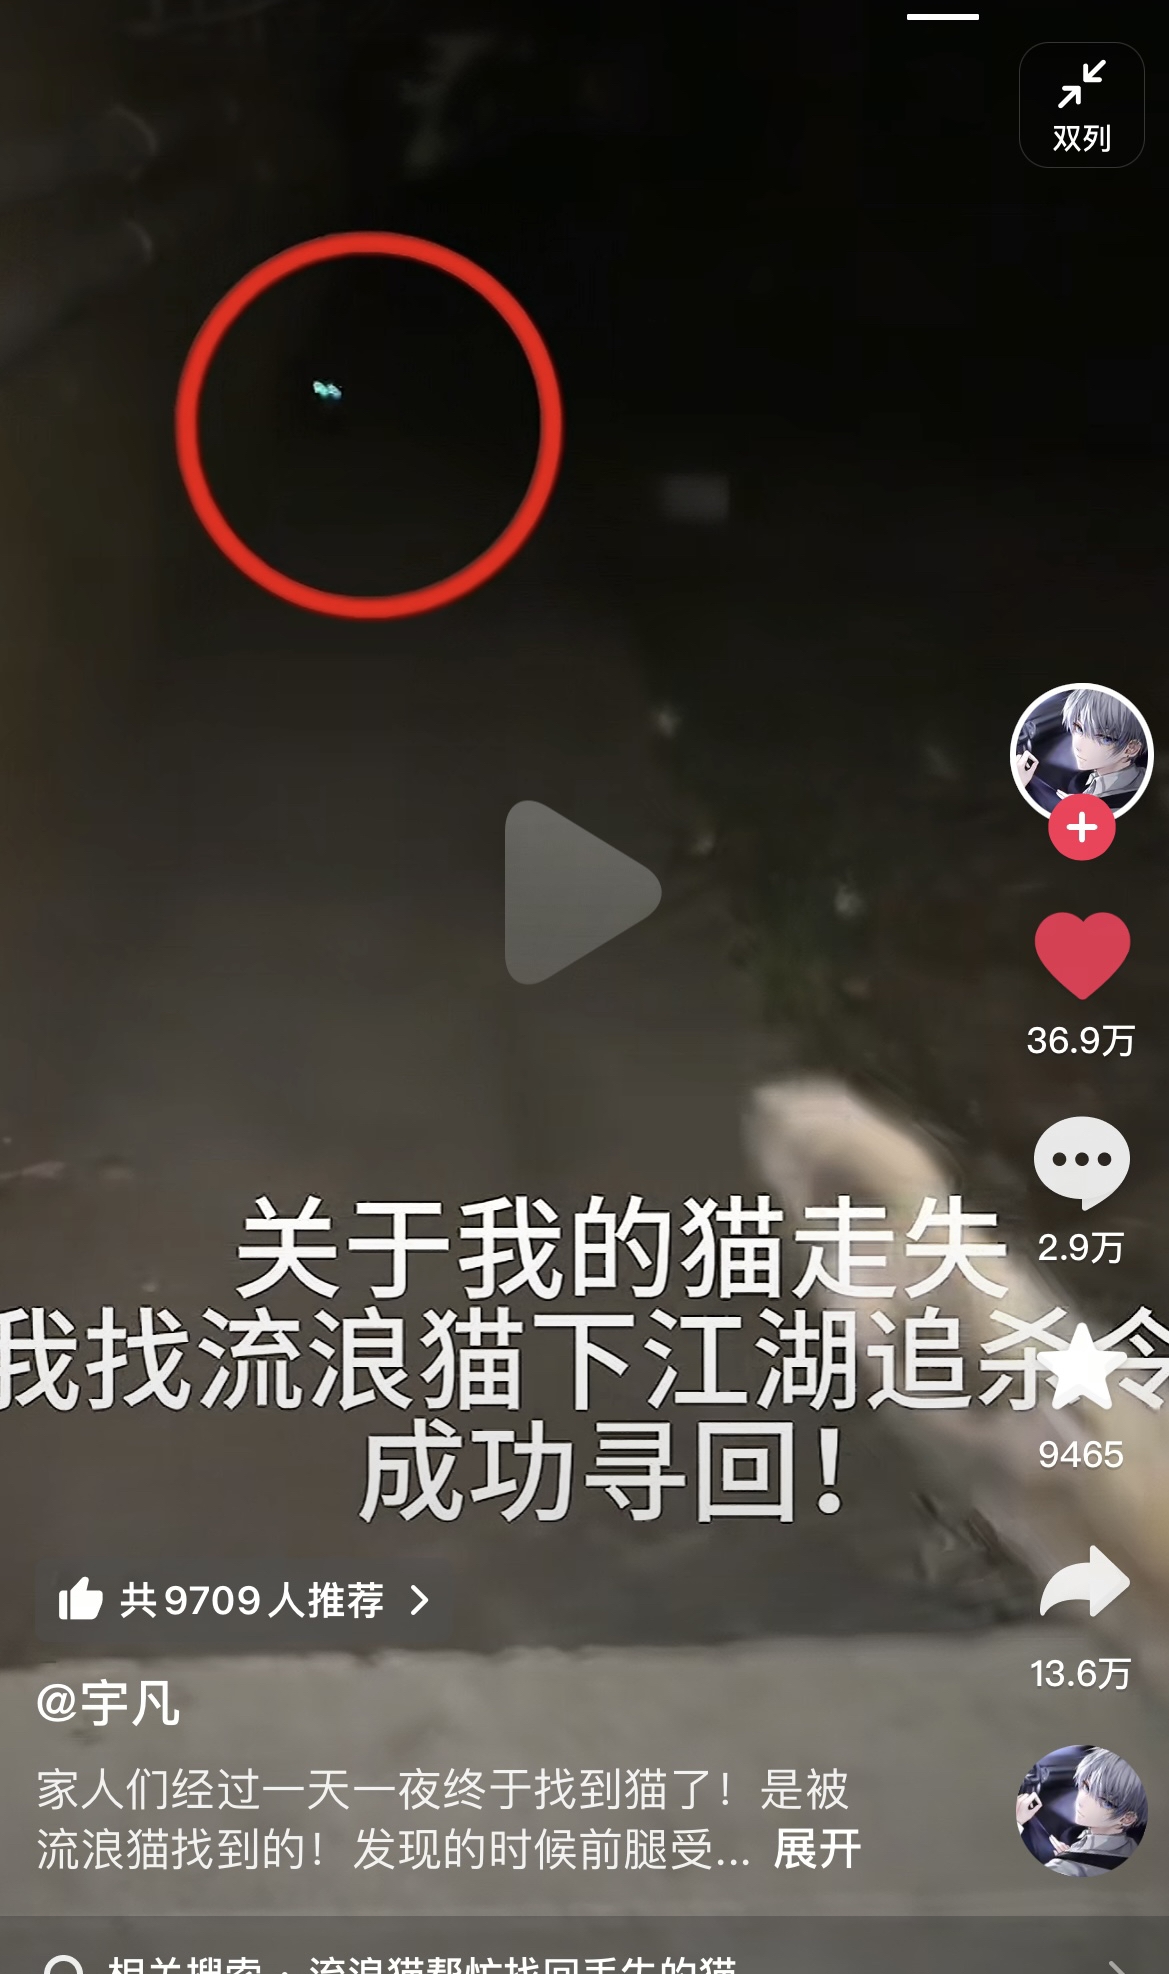 双列
36.9万
关于我的猫走失
2.9万
我找流浪猫下江湖追杀令
成功寻回！
9465
共9709人推荐
13.6万
@宇凡
家人们经过一天一夜终于找到猫了！是被
流浪猫找到的！发现的时候前腿受... 展开
相关搜索·流浪猫帮忙找回丢失的猫